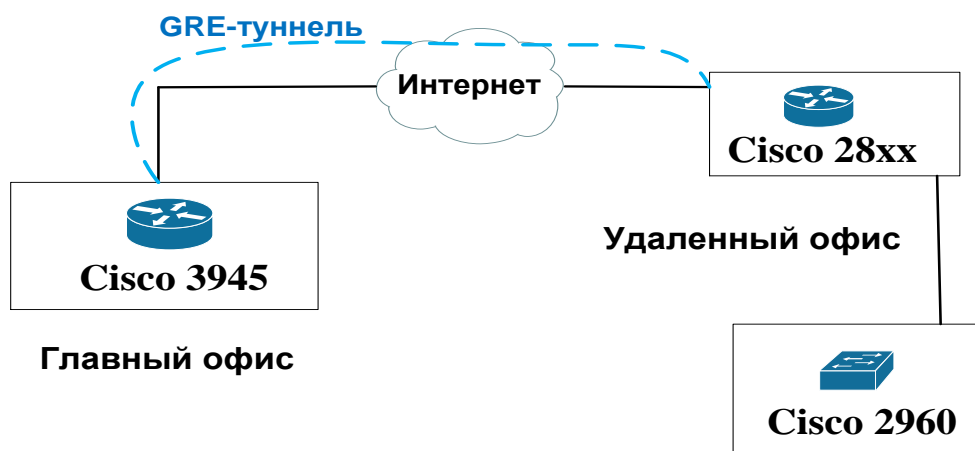 GRE-туннель
Интернет
Cisco 28xx
Cisco 3945
Удаленный офис
Главный офис
Cisco 2960